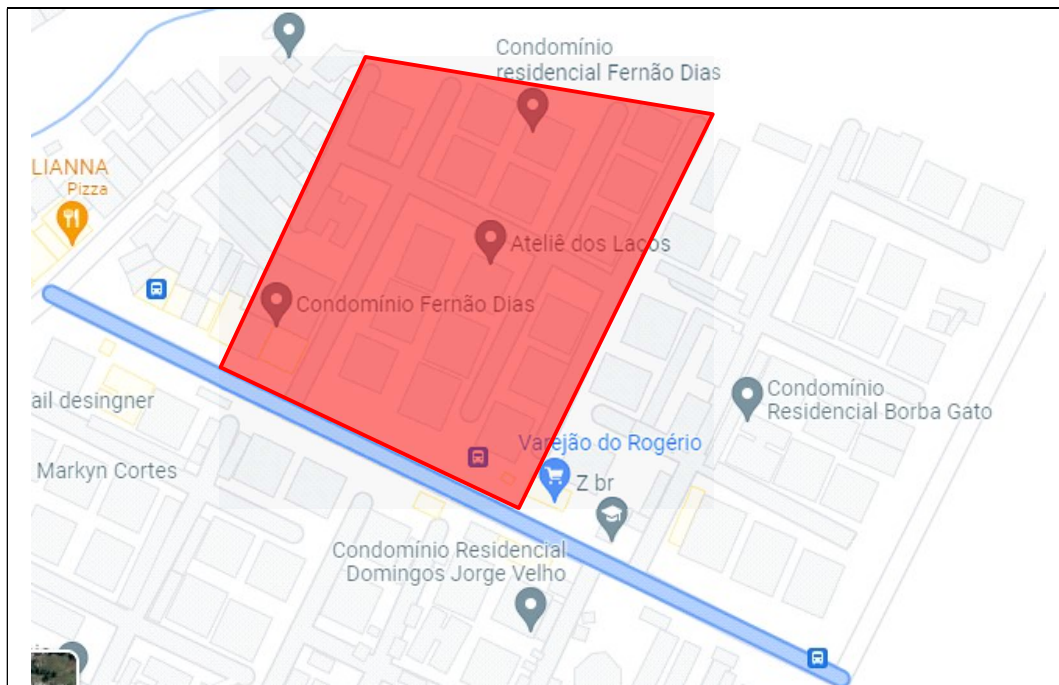 Condomínio
residencial Fernão Dias
LIANNA
Pizza
Ateliê dos Laços
Condomínio Fernão Dias
Condomínio
Residencial Borba Gato
ail desingner
Varejão do Rogério
Markyn Cortes
Z br
Condomínio Residencial
Domingos Jorge Velho